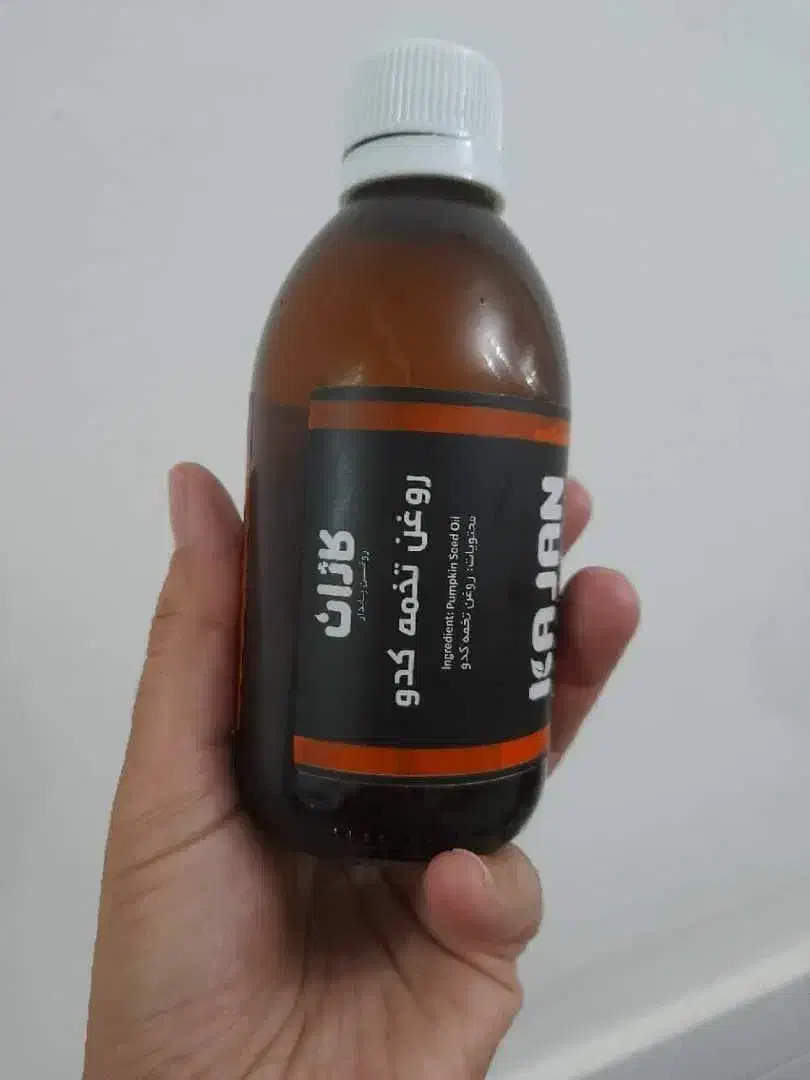 کاژان
روغن تخمه کدو
Ingredient: Pumpkin Seed Oil
محتویات: روغن تخمه کدو
KAJAN